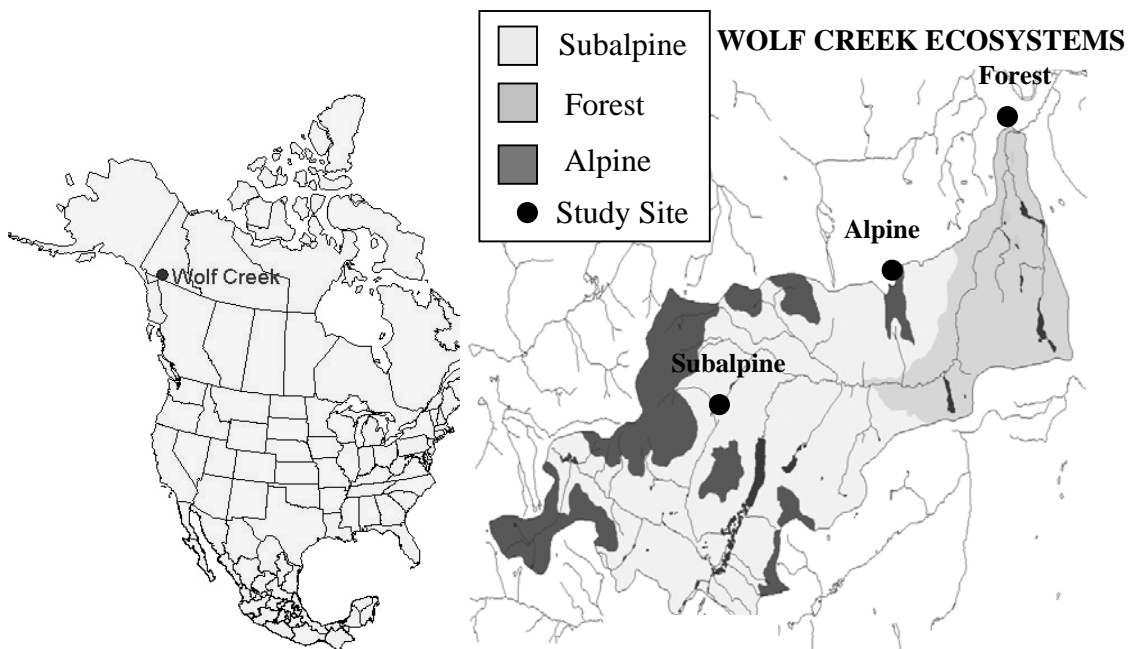 WOLF CREEK ECOSYSTEMS
Subalpine
Forest
Alpine
Study Site
Forest
Alpine
Subalpine
Wolf Creek